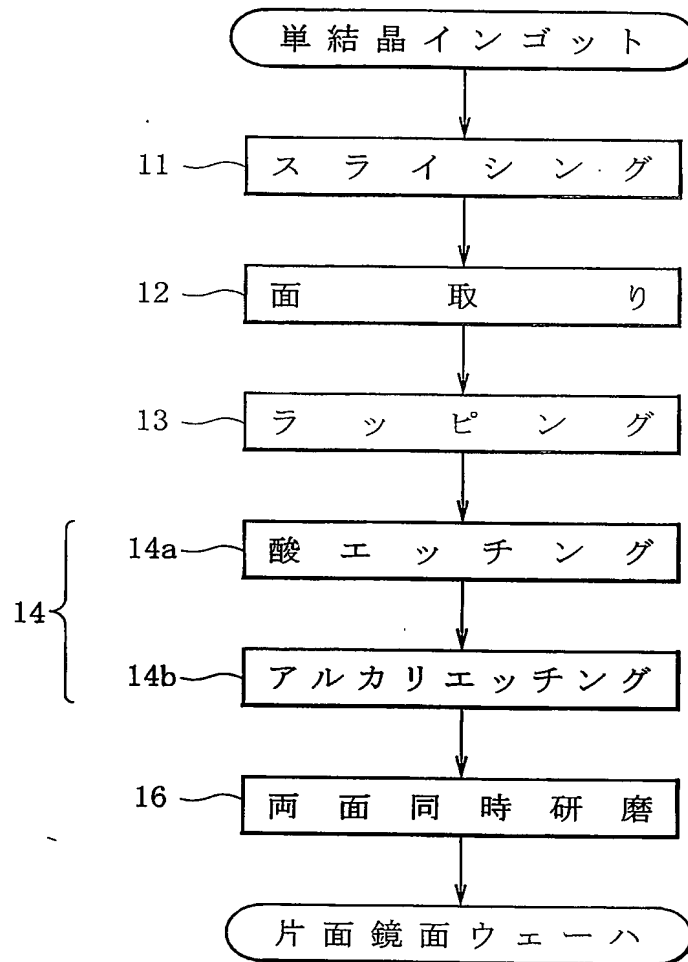 単結晶インゴット
11 スライシング
12 面取り
13 ラッピング
14a 酸エッチング
14
14b アルカリエッチング
16 両面同時研磨
片面鏡面ウェーハ